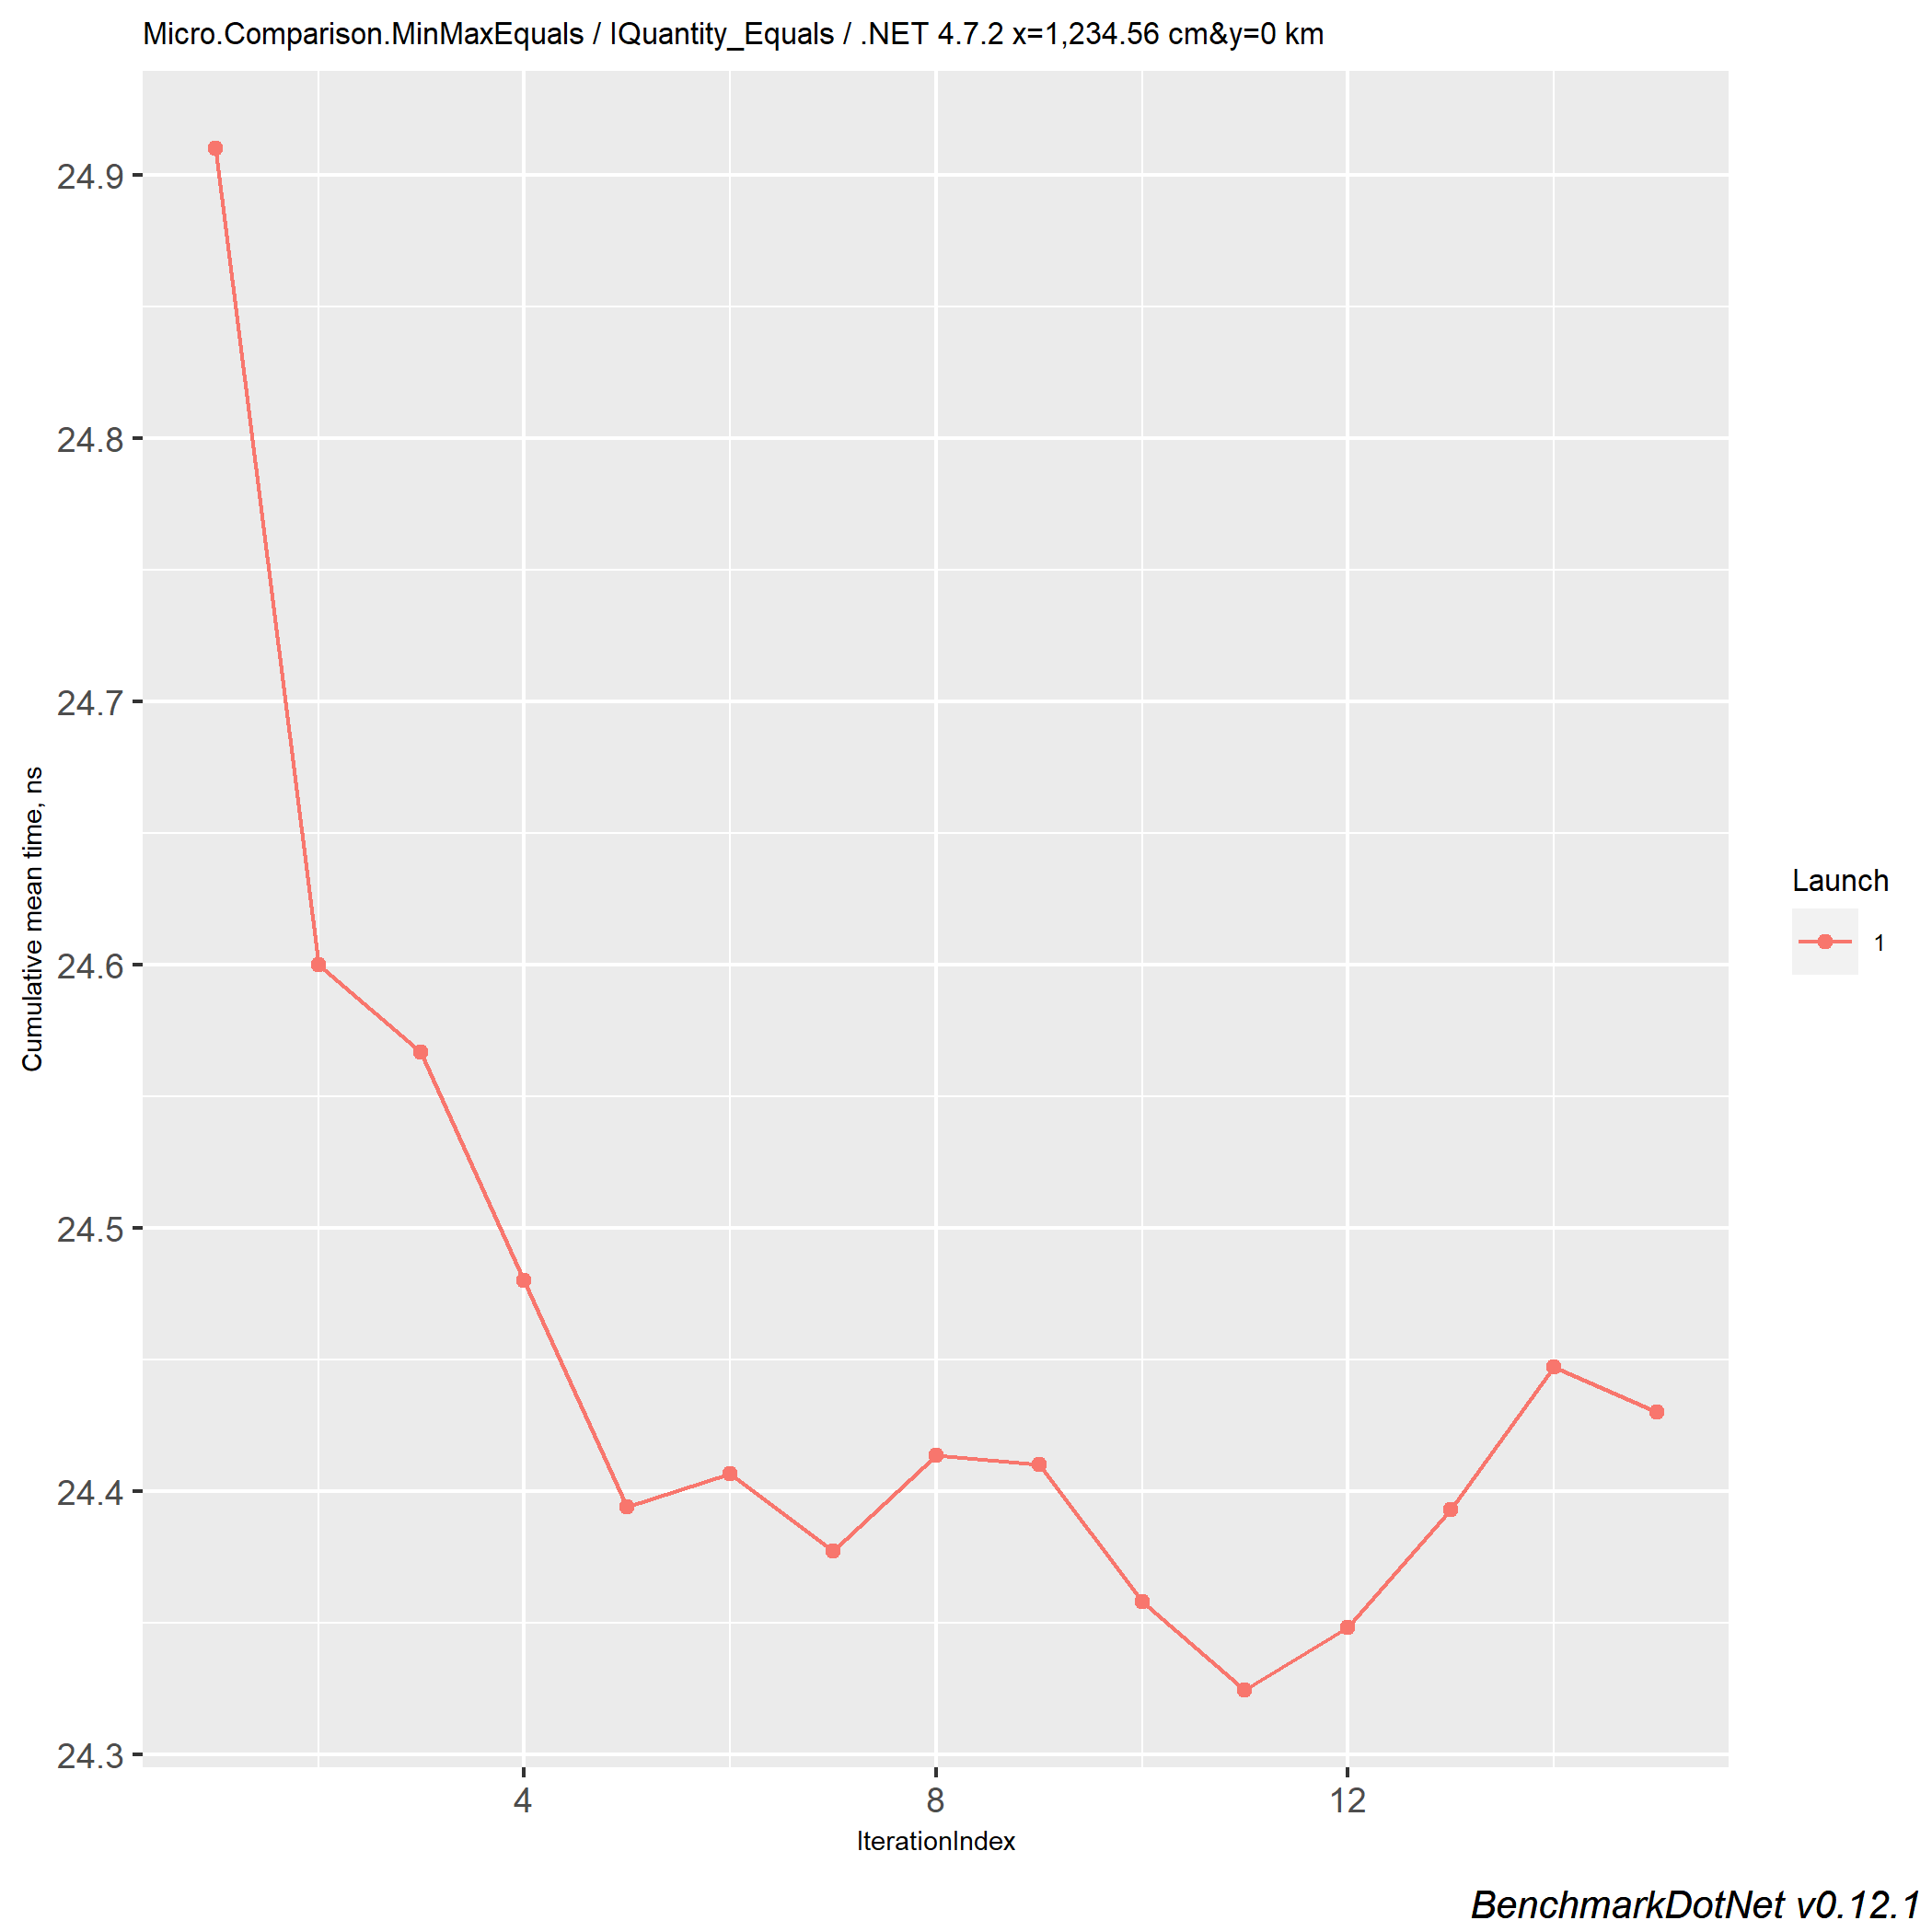 Micro.Comparison.MinMaxEquals / IQuantity_Equals / .NET 4.7.2 x=1,234.56 cm&y=0 km
24.9
24.8
24.7
24.6
24.5
24.4
24.3
Cumulative mean time, ns
4
8
12
IterationIndex
Launch
1
BenchmarkDotNet v0.12.1